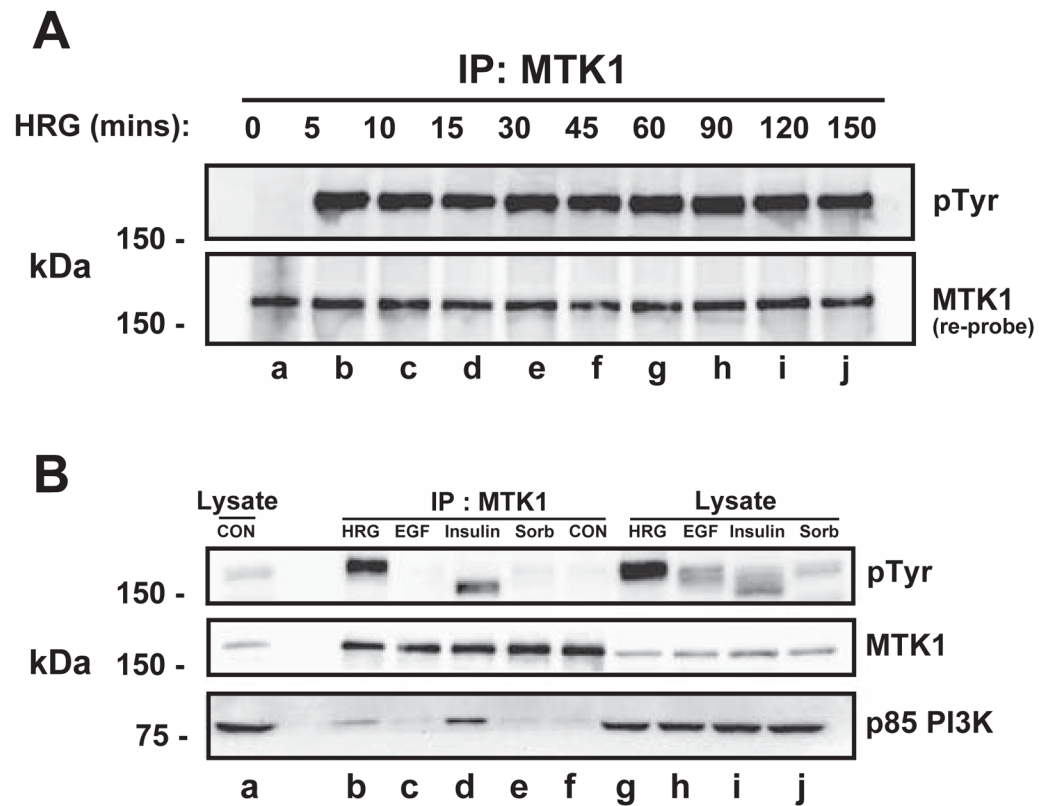 A
IP: MTK1
HRG (mins): 0 5 10 15 30 45 60 90 120 150
pTyr
150 -
kDa
MTK1
150 -
(re-probe)
a b c d e f g h i j
B
Lysate IP : MTK1 Lysate
CON HRG EGF Insulin Sorb CON HRG EGF Insulin Sorb
pTyr
150 -
MTK1
kDa 150 -
p85 PI3K
75 -
a b c d e f g h i j